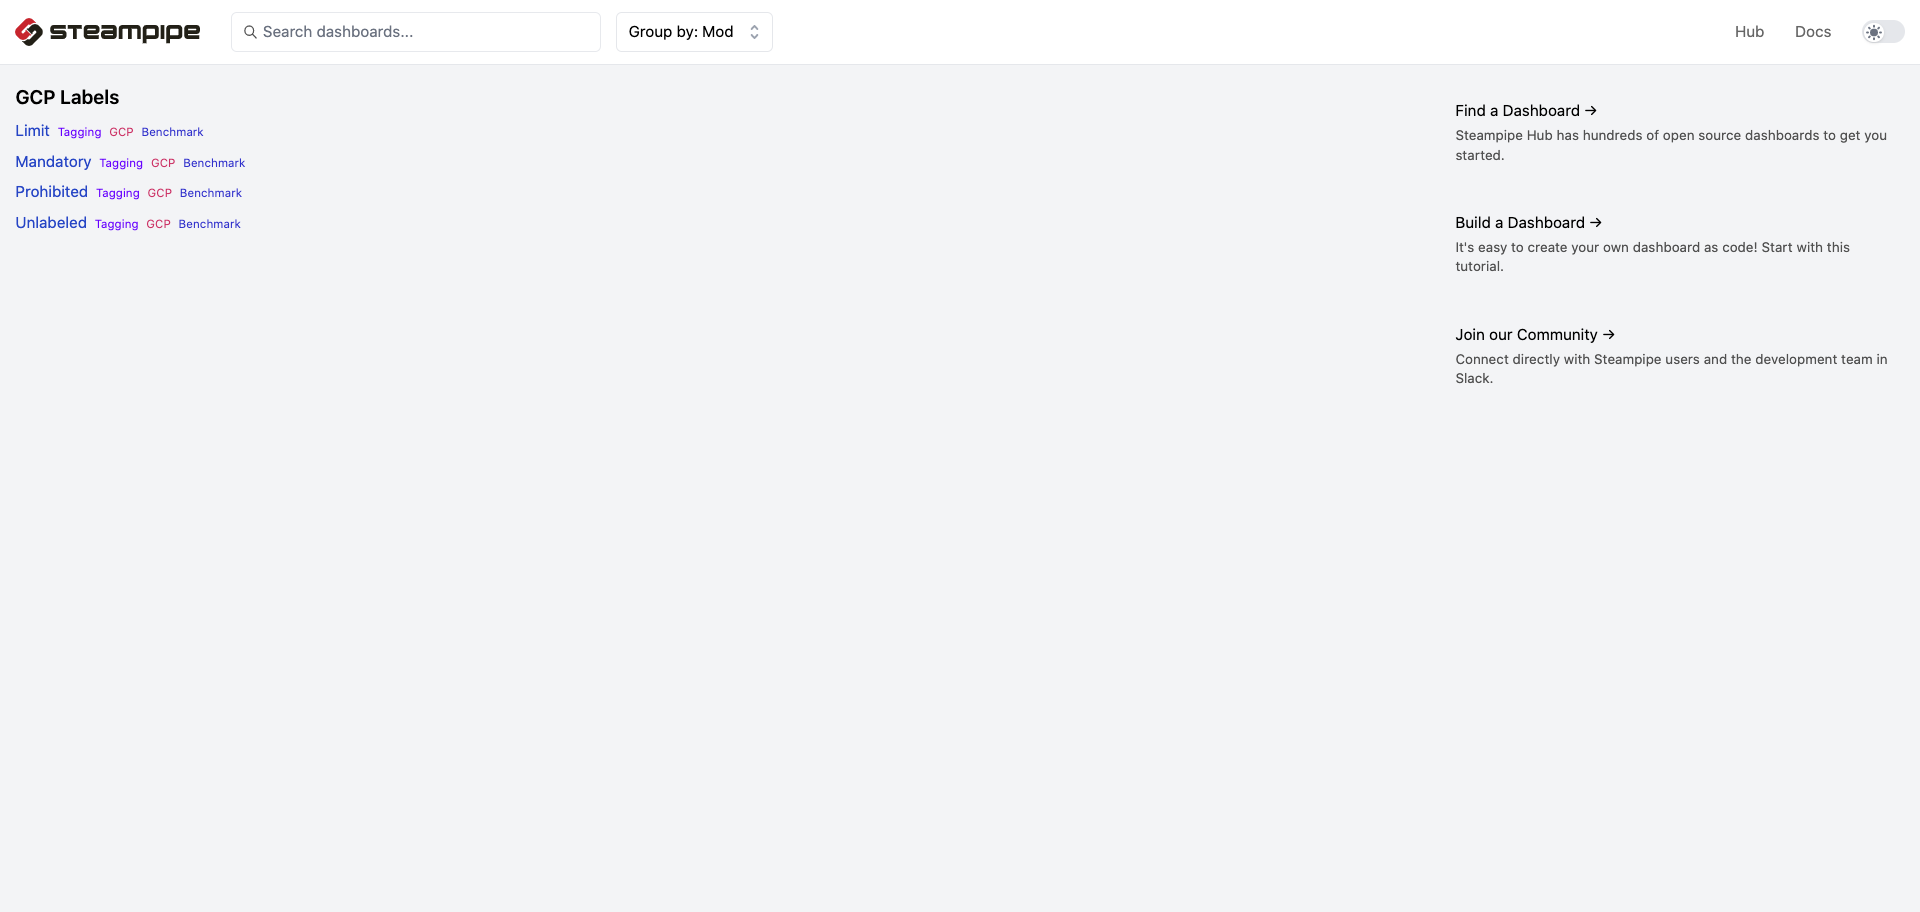 steampipe Search dashboards... Group by: Mod Hub Docs
GCP Labels
Limit Tagging GCP Benchmark
Mandatory Tagging GCP Benchmark
Prohibited Tagging GCP Benchmark
Unlabeled Tagging GCP Benchmark
Find a Dashboard →
Steampipe Hub has hundreds of open source dashboards to get you
started.
Build a Dashboard →
It's easy to create your own dashboard as code! Start with this
tutorial.
Join our Community →
Connect directly with Steampipe users and the development team in
Slack.